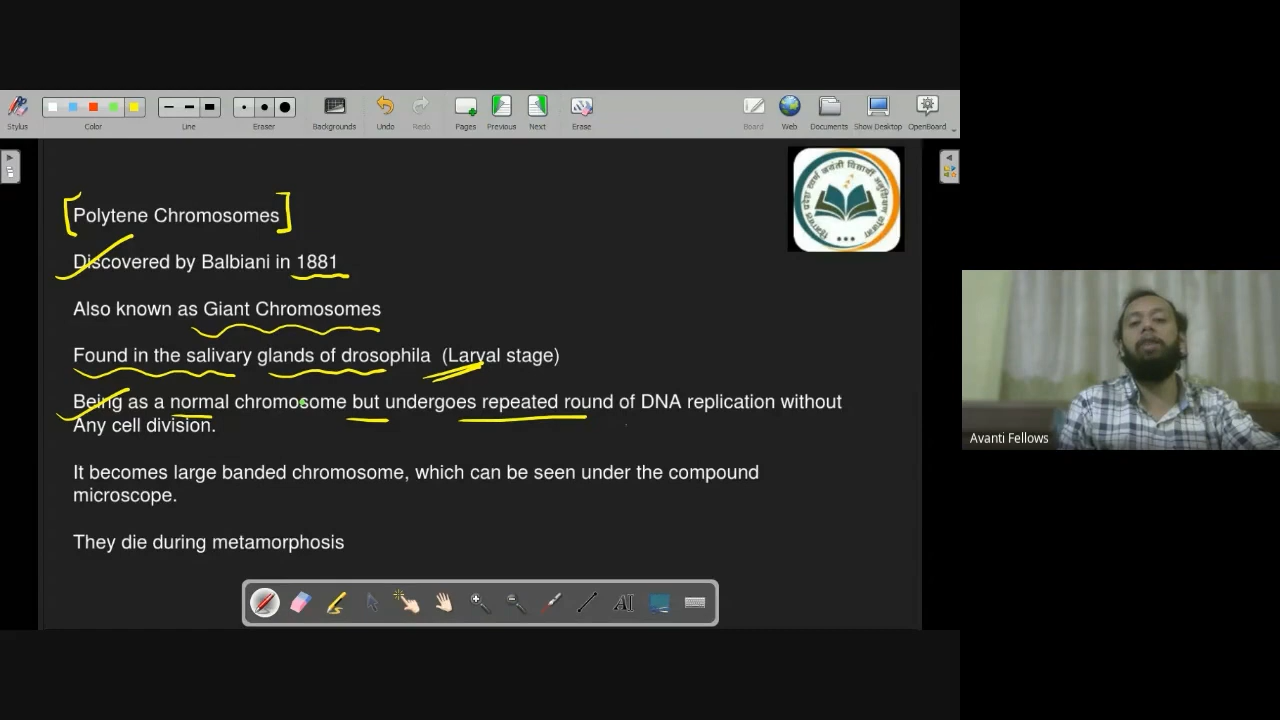 Stylus
Color
Line
Eraser
Backgrounds
Undo
Redo
Pages
Previous
Next
Erase
Board
Web
Documents
Show Desktop
OpenBoard
Polytene Chromosomes
Discovered by Balbiani in 1881
Also known as Giant Chromosomes
Found in the salivary glands of drosophila (Larval stage)
Being as a normal chromosome but undergoes repeated round of DNA replication without
Any cell division.
It becomes large banded chromosome, which can be seen under the compound
microscope.
They die during metamorphosis
AI
Avanti Fellows